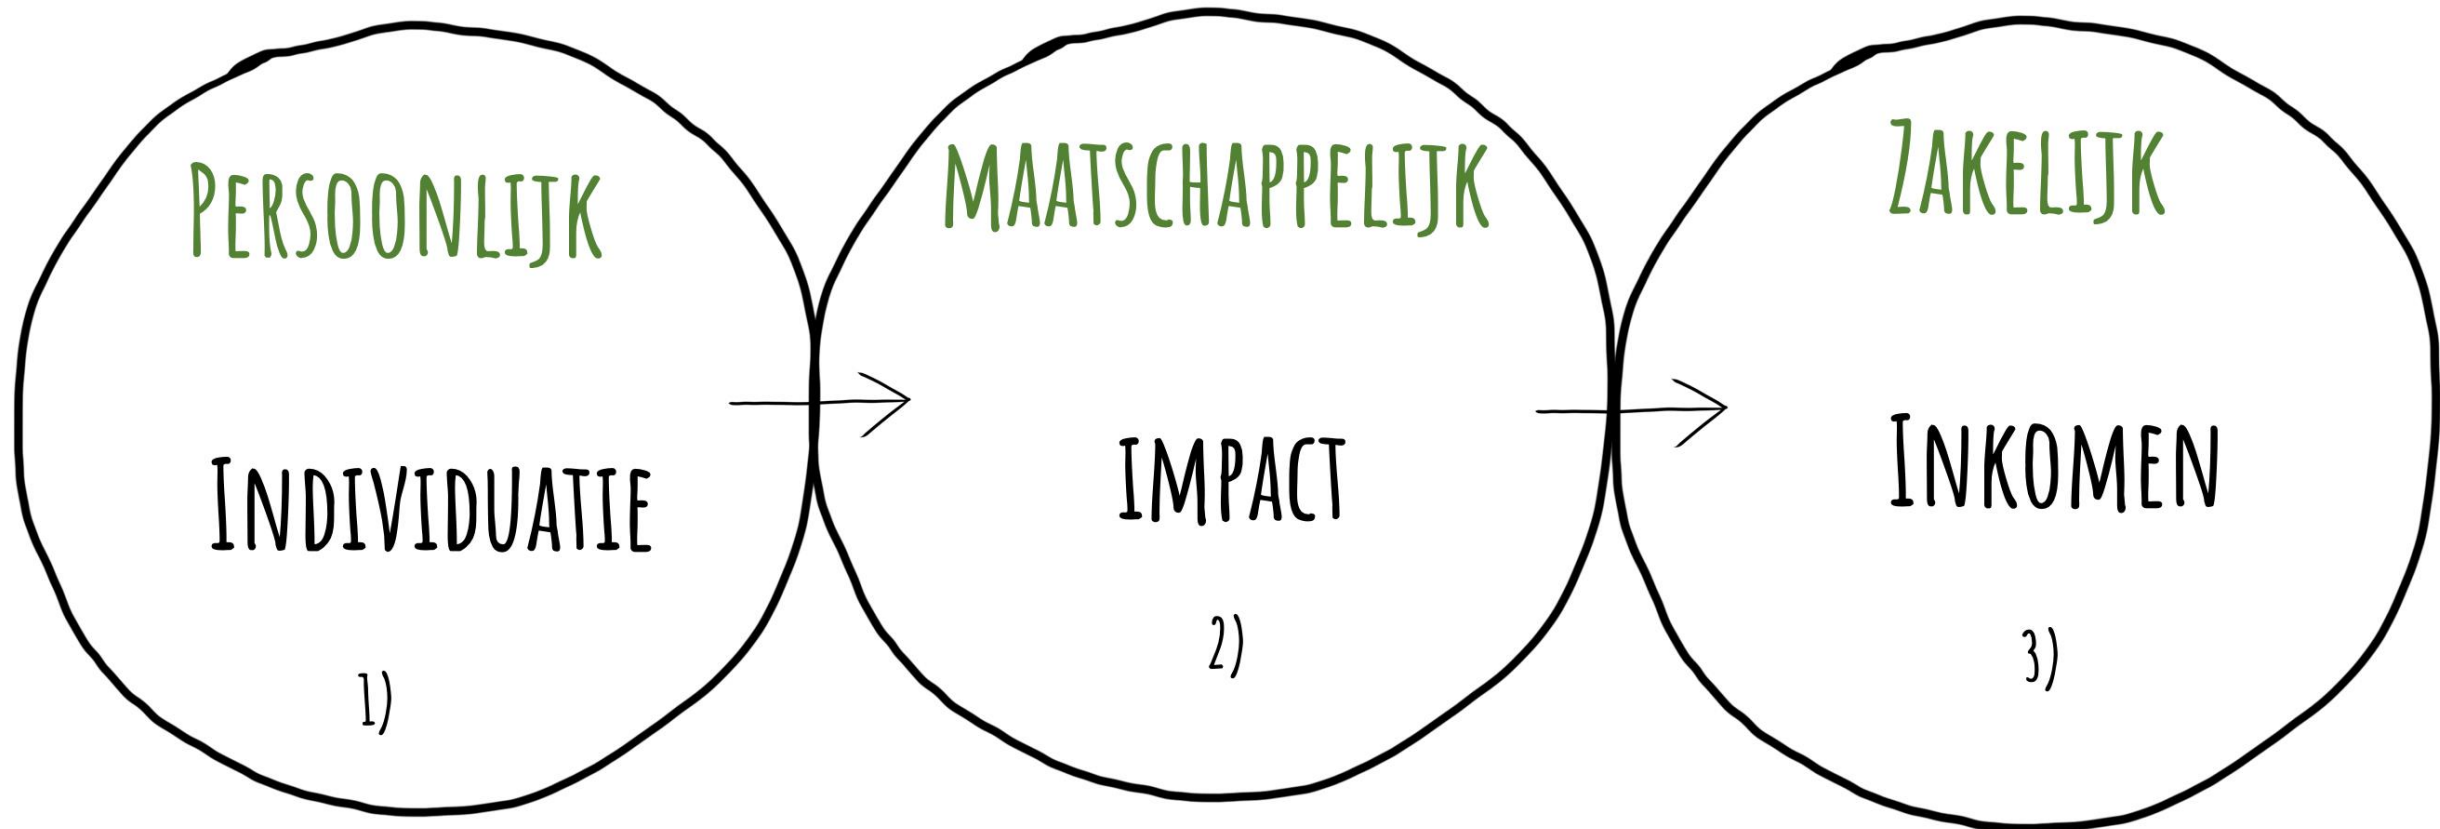 Persoonlijk
Individuatie
1)
Maatschappelijk
impact
2)
Zakelijk
Inkomen
3)